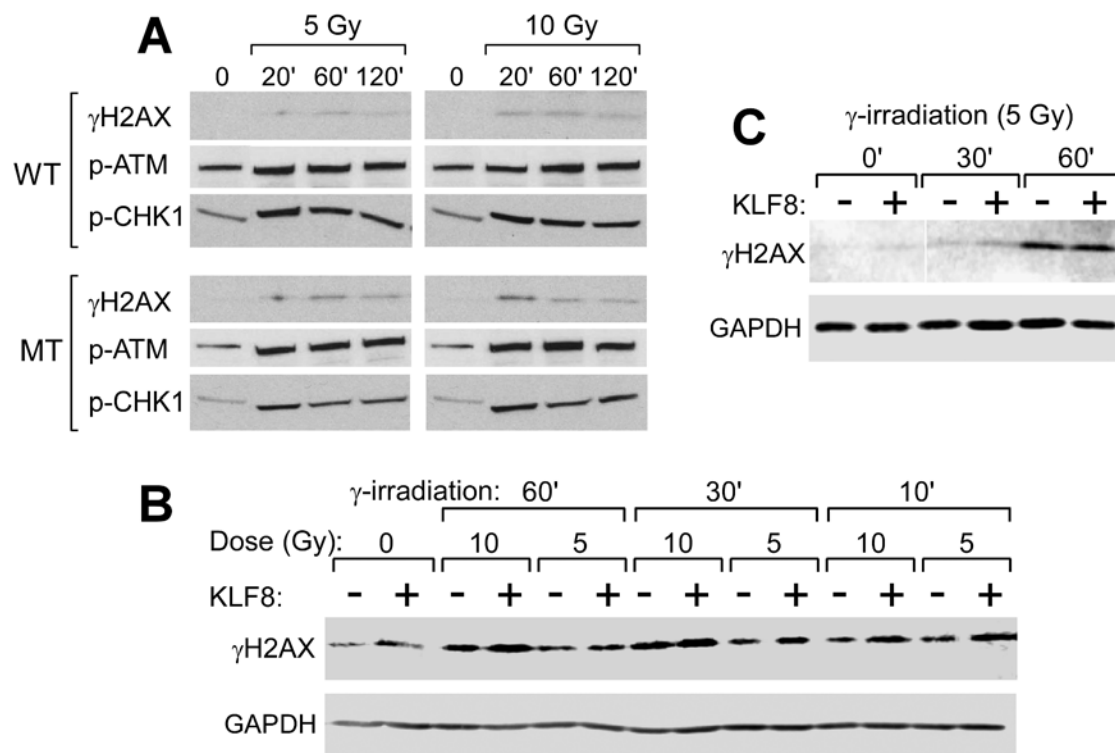 A
5 Gy 10 Gy
0 20' 60' 120' 0 20' 60' 120'
WT
γH2AX
p-ATM
p-CHK1
MT
γH2AX
p-ATM
p-CHK1
C
γ-irradiation (5 Gy)
0' 30' 60'
KLF8: - + - + - +
γH2AX
GAPDH
B
γ-irradiation: 60' 30' 10'
Dose (Gy): 0 10 5 10 5 10 5
KLF8: - + - + - + - + - + - + - +
γH2AX
GAPDH